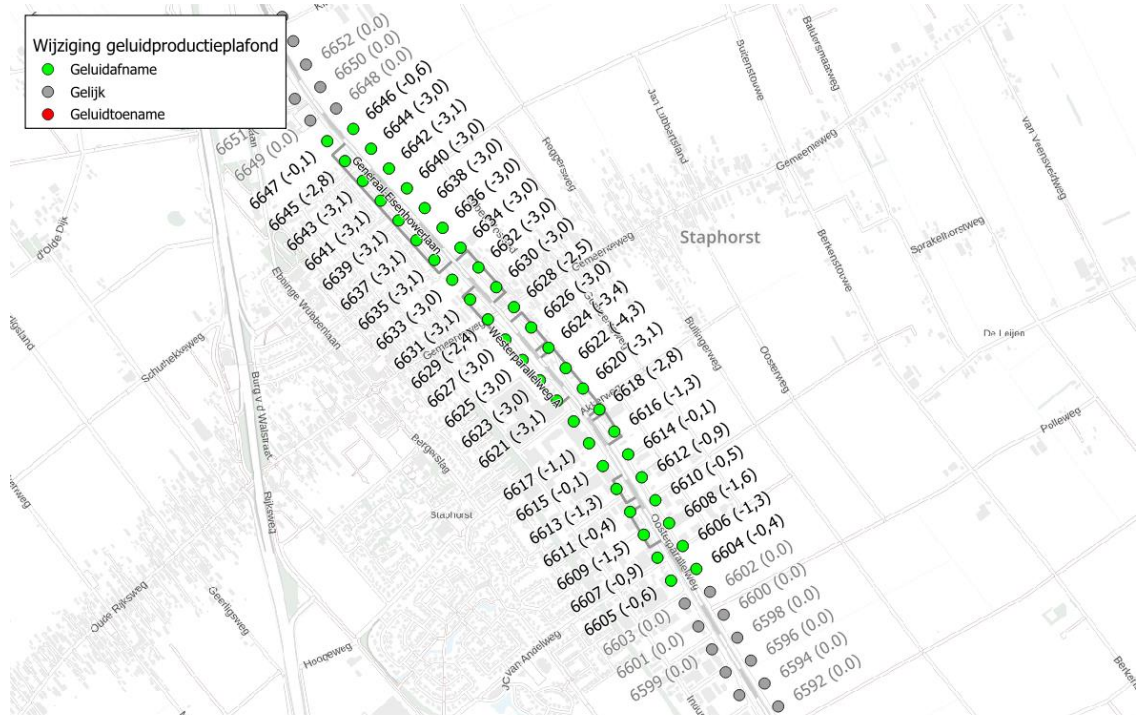 Wijziging geluidproductieplafond
Geluidafname
Gelijk
Geluidtoename
6652 (0.0)
6650 (0.0)
6648 (0.0)
6646 (-0,6)
6644 (-3,0)
6642 (-3,1)
6640 (-3,0)
6638 (-3,0)
6636 (-3,0)
6634 (-3,0)
6632 (-3,0)
6630 (-3,0)
6628 (-2,5)
6626 (-3,0)
6624 (-3,4)
6622 (-4,3)
6620 (-3,1)
6618 (-2,8)
6616 (-1,3)
6614 (-0,1)
6612 (-0,9)
6610 (-0,5)
6608 (-1,6)
6606 (-1,3)
6604 (-0,4)
6602 (0.0)
6600 (0.0)
6598 (0.0)
6596 (0.0)
6594 (0.0)
6592 (0.0)
6649 (0.0)
6647 (-0,1)
6645 (-2,8)
6643 (-3,1)
6641 (-3,1)
6639 (-3,1)
6637 (-3,1)
6635 (-3,1)
6633 (-3,0)
6631 (-3,1)
6629 (-2,4)
6627 (-3,0)
6625 (-3,0)
6623 (-3,0)
6621 (-3,1)
6617 (-1,1)
6615 (-0,1)
6613 (-1,3)
6611 (-0,4)
6609 (-1,5)
6607 (-0,9)
6605 (-0,6)
6603 (0.0)
6601 (0.0)
6599 (0.0)
Generaal Eisenhowerlaan
Westerparallelweg
Oosterparallelweg
Staphorst
Staphorst
Gemeenteweg
Gemeenteweg
Gemeenteweg
Reggersweg
Jan Lubbartsland
Buitenstouwe
Baldersmaatweg
van Veensveldweg
Berkenstouwe
Sprakelhorstweg
De Leijen
Bullingerweg
Oosterweg
Polleweg
d'Olde Dijk
Schuthekkeweg
Ebbinge Wubbenlaan
Burg v d Walstraat
Rijksweg
Bergerslag
Oude Rijksweg
Geerligsweg
Hoogeweg
JC van Andelweg